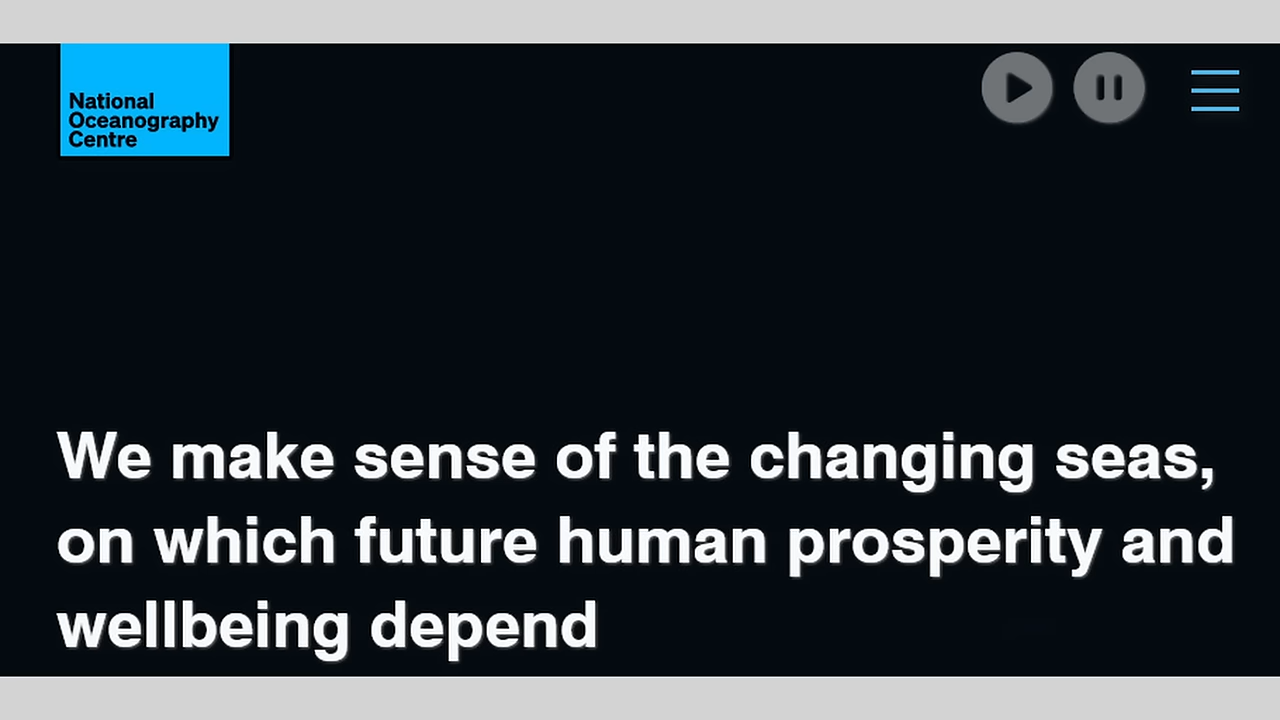 National
Oceanography
Centre
We make sense of the changing seas,
on which future human prosperity and
wellbeing depend